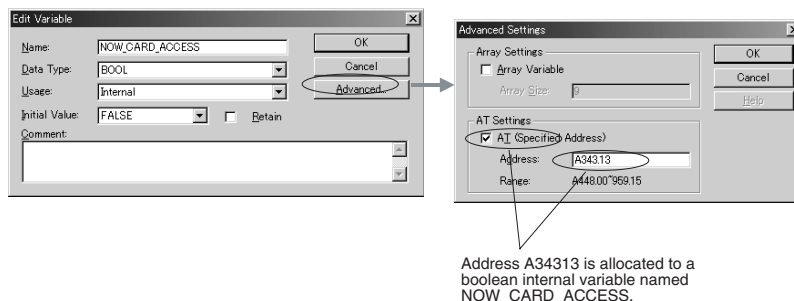 Edit Variable
Name: NOW_CARD_ACCESS
OK
Data Type: BOOL
Cancel
Usage: Internal
Advanced...
Initial Value: FALSE
Retain
Comment:
Advanced Settings
Array Settings
OK
Array Variable
Cancel
Array Size: 9
Help
AT Settings
AT (Specified Address)
Address: A343.13
Range: A448.00~959.15
Address A34313 is allocated to a
boolean internal variable named
NOW_CARD_ACCESS.